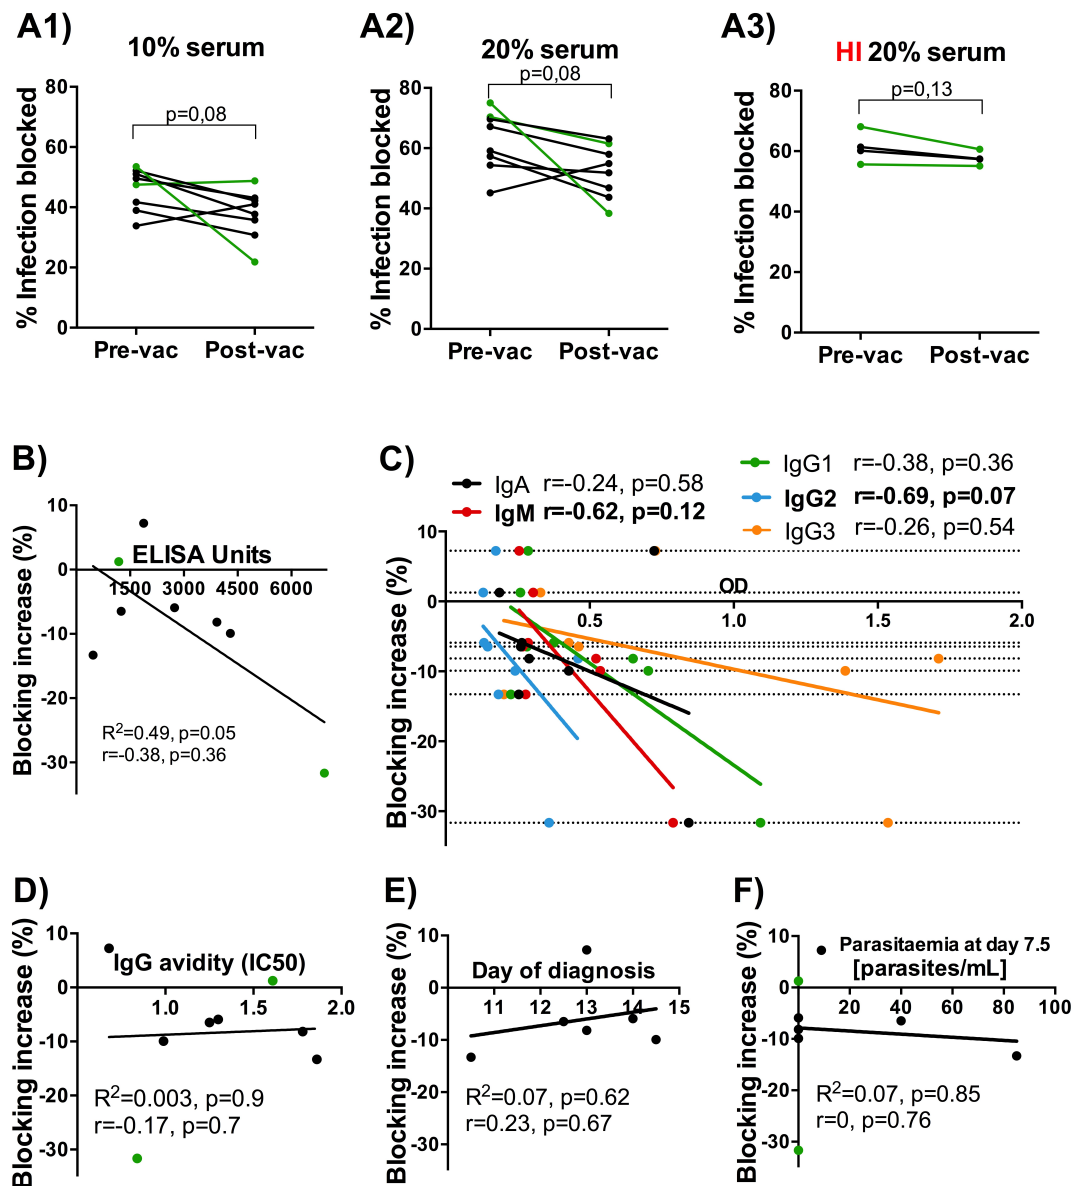 A1)
10% serum
p=0,08
% Infection blocked
80
60
40
20
0
Pre-vac Post-vac
A2)
20% serum
p=0,08
% Infection blocked
80
60
40
20
0
Pre-vac Post-vac
A3)
HI 20% serum
p=0,13
% Infection blocked
80
60
40
20
0
Pre-vac Post-vac
B)
Blocking increase (%)
10
0
-10
-20
-30
ELISA Units
1500 3000 4500 6000
R²=0.49, p=0.05
r=-0.38, p=0.36
C)
IgA r=-0.24, p=0.58
IgM r=-0.62, p=0.12
IgG1 r=-0.38, p=0.36
IgG2 r=-0.69, p=0.07
IgG3 r=-0.26, p=0.54
Blocking increase (%)
10
0
-10
-20
-30
OD
0.5 1.0 1.5 2.0
D)
Blocking increase (%)
10
0
-10
-20
-30
IgG avidity (IC50)
1.0 1.5 2.0
R²=0.003, p=0.9
r=-0.17, p=0.7
E)
Blocking increase (%)
10
0
-10
-20
-30
Day of diagnosis
11 12 13 14 15
R²=0.07, p=0.62
r=0.23, p=0.67
F)
Blocking increase (%)
10
0
-10
-20
-30
Parasitaemia at day 7.5
[parasites/mL]
20 40 60 80 100
R²=0.07, p=0.85
r=0, p=0.76